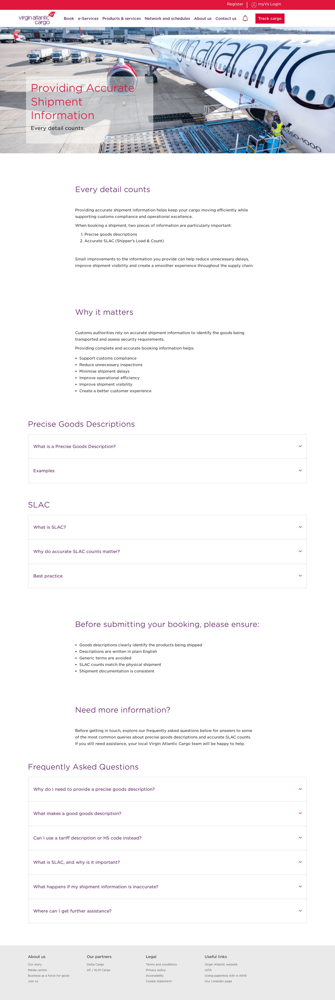 Register
myVs Login
virgin atlantic
cargo
Book e-Services Products & services Network and schedules About us Contact us
Track cargo
virgin atlantic
A350-1000
Providing Accurate
Shipment
Information
Every detail counts.
Every detail counts
Providing accurate shipment information helps keep your cargo moving efficiently while
supporting customs compliance and operational excellence.
When booking a shipment, two pieces of information are particularly important:
1. Precise goods descriptions
2. Accurate SLAC (Shipper's Load & Count)
Small improvements to the information you provide can help reduce unnecessary delays,
improve shipment visibility and create a smoother experience throughout the supply chain.
Why it matters
Customs authorities rely on accurate shipment information to identify the goods being
transported and assess security requirements.
Providing complete and accurate booking information helps:
• Support customs compliance
• Reduce unnecessary inspections
• Minimise shipment delays
• Improve operational efficiency
• Improve shipment visibility
• Create a better customer experience
Precise Goods Descriptions
What is a Precise Goods Description?
Examples
SLAC
What is SLAC?
Why do accurate SLAC counts matter?
Best practice
Before submitting your booking, please ensure:
• Goods descriptions clearly identify the products being shipped
• Descriptions are written in plain English
• Generic terms are avoided
• SLAC counts match the physical shipment
• Shipment documentation is consistent
Need more information?
Before getting in touch, explore our frequently asked questions below for answers to some
of the most common queries about precise goods descriptions and accurate SLAC counts.
If you still need assistance, your local Virgin Atlantic Cargo team will be happy to help.
Frequently Asked Questions
Why do I need to provide a precise goods description?
What makes a good goods description?
Can I use a tariff description or HS code instead?
What is SLAC, and why is it important?
What happens if my shipment information is inaccurate?
Where can I get further assistance?
About us
Our story
Media centre
Business as a force for good
Join us
Our partners
Delta Cargo
AF / KLM Cargo
Legal
Terms and conditions
Privacy policy
Accessibility
Cookie statement
Useful links
Virgin Atlantic website
IATA
Going paperless with e-AWB
Our LinkedIn page